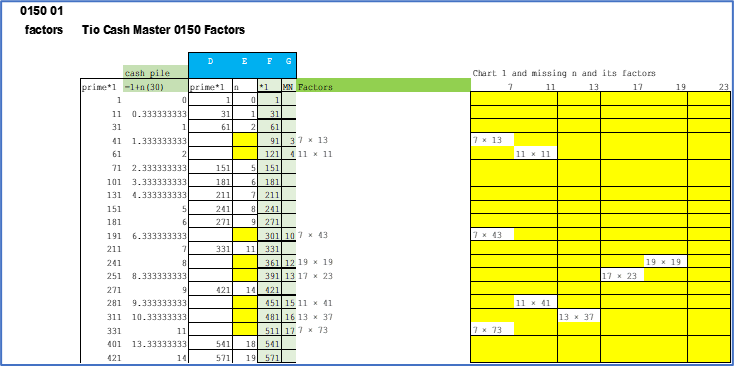 0150 01
factors Tio Cash Master 0150 Factors
D E F G
cash pile Chart 1 and missing n and its factors
prime*1 =1+n(30) prime*1 n *1 MN Factors 7 11 13 17 19 23
1 0 1 0 1
11 0.333333333 31 1 31
31 1 61 2 61
41 1.333333333 91 3 7 × 13 7 × 13
61 2 121 4 11 × 11 11 × 11
71 2.333333333 151 5 151
101 3.333333333 181 6 181
131 4.333333333 211 7 211
151 5 241 8 241
181 6 271 9 271
191 6.333333333 301 10 7 × 43 7 × 43
211 7 331 11 331
241 8 361 12 19 × 19 19 × 19
251 8.333333333 391 13 17 × 23 17 × 23
271 9 421 14 421
281 9.333333333 451 15 11 × 41 11 × 41
311 10.33333333 481 16 13 × 37 13 × 37
331 11 511 17 7 × 73 7 × 73
401 13.33333333 541 18 541
421 14 571 19 571